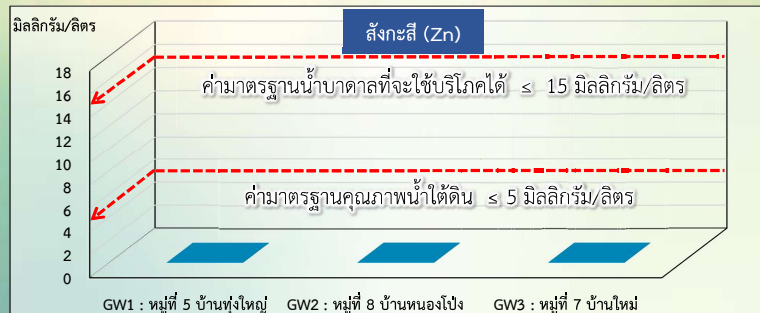 มิลลิกรัม/ลิตร
สังกะสี (Zn)
18
16
14
12
10
8
6
4
2
0
ค่ามาตรฐานน้ำบาดาลที่จะใช้บริโภคได้ ≤ 15 มิลลิกรัม/ลิตร
ค่ามาตรฐานคุณภาพน้ำใต้ดิน ≤ 5 มิลลิกรัม/ลิตร
GW1 : หมู่ที่ 5 บ้านทุ่งใหญ่ GW2 : หมู่ที่ 8 บ้านหนองโป่ง GW3 : หมู่ที่ 7 บ้านใหม่